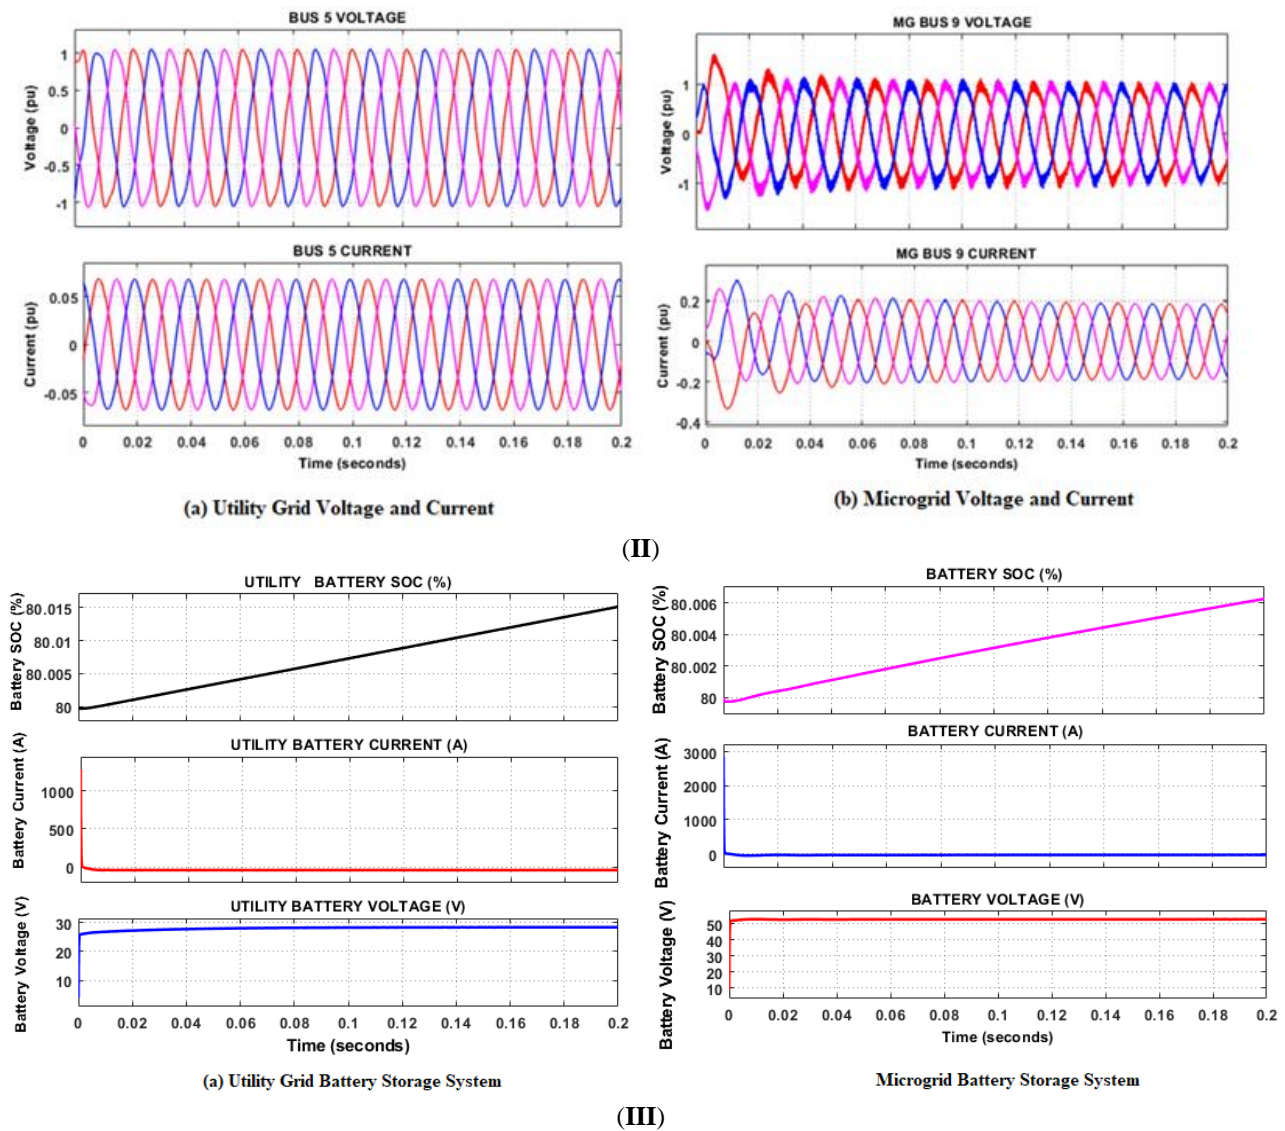 BUS 5 VOLTAGE
Voltage (pu)
1
0.5
0
-0.5
-1
BUS 5 CURRENT
Current (pu)
0.05
0
-0.05
0 0.02 0.04 0.06 0.08 0.1 0.12 0.14 0.16 0.18 0.2
Time (seconds)
(a) Utility Grid Voltage and Current
MG BUS 9 VOLTAGE
Voltage (pu)
1
0
-1
MG BUS 9 CURRENT
Current (pu)
0.2
0
-0.2
-0.4
0 0.02 0.04 0.06 0.08 0.1 0.12 0.14 0.16 0.18 0.2
Time (seconds)
(b) Microgrid Voltage and Current
(II)
UTILITY BATTERY SOC (%)
Battery SOC (%)
80.015
80.01
80.005
80
UTILITY BATTERY CURRENT (A)
Battery Current (A)
1000
500
0
UTILITY BATTERY VOLTAGE (V)
Battery Voltage (V)
30
20
10
0 0.02 0.04 0.06 0.08 0.1 0.12 0.14 0.16 0.18 0.2
Time (seconds)
(a) Utility Grid Battery Storage System
BATTERY SOC (%)
Battery SOC (%)
80.006
80.004
80.002
80
BATTERY CURRENT (A)
Battery Current (A)
3000
2000
1000
0
BATTERY VOLTAGE (V)
Battery Voltage (V)
50
40
30
20
10
0 0.02 0.04 0.06 0.08 0.1 0.12 0.14 0.16 0.18 0.2
Time (seconds)
Microgrid Battery Storage System
(III)